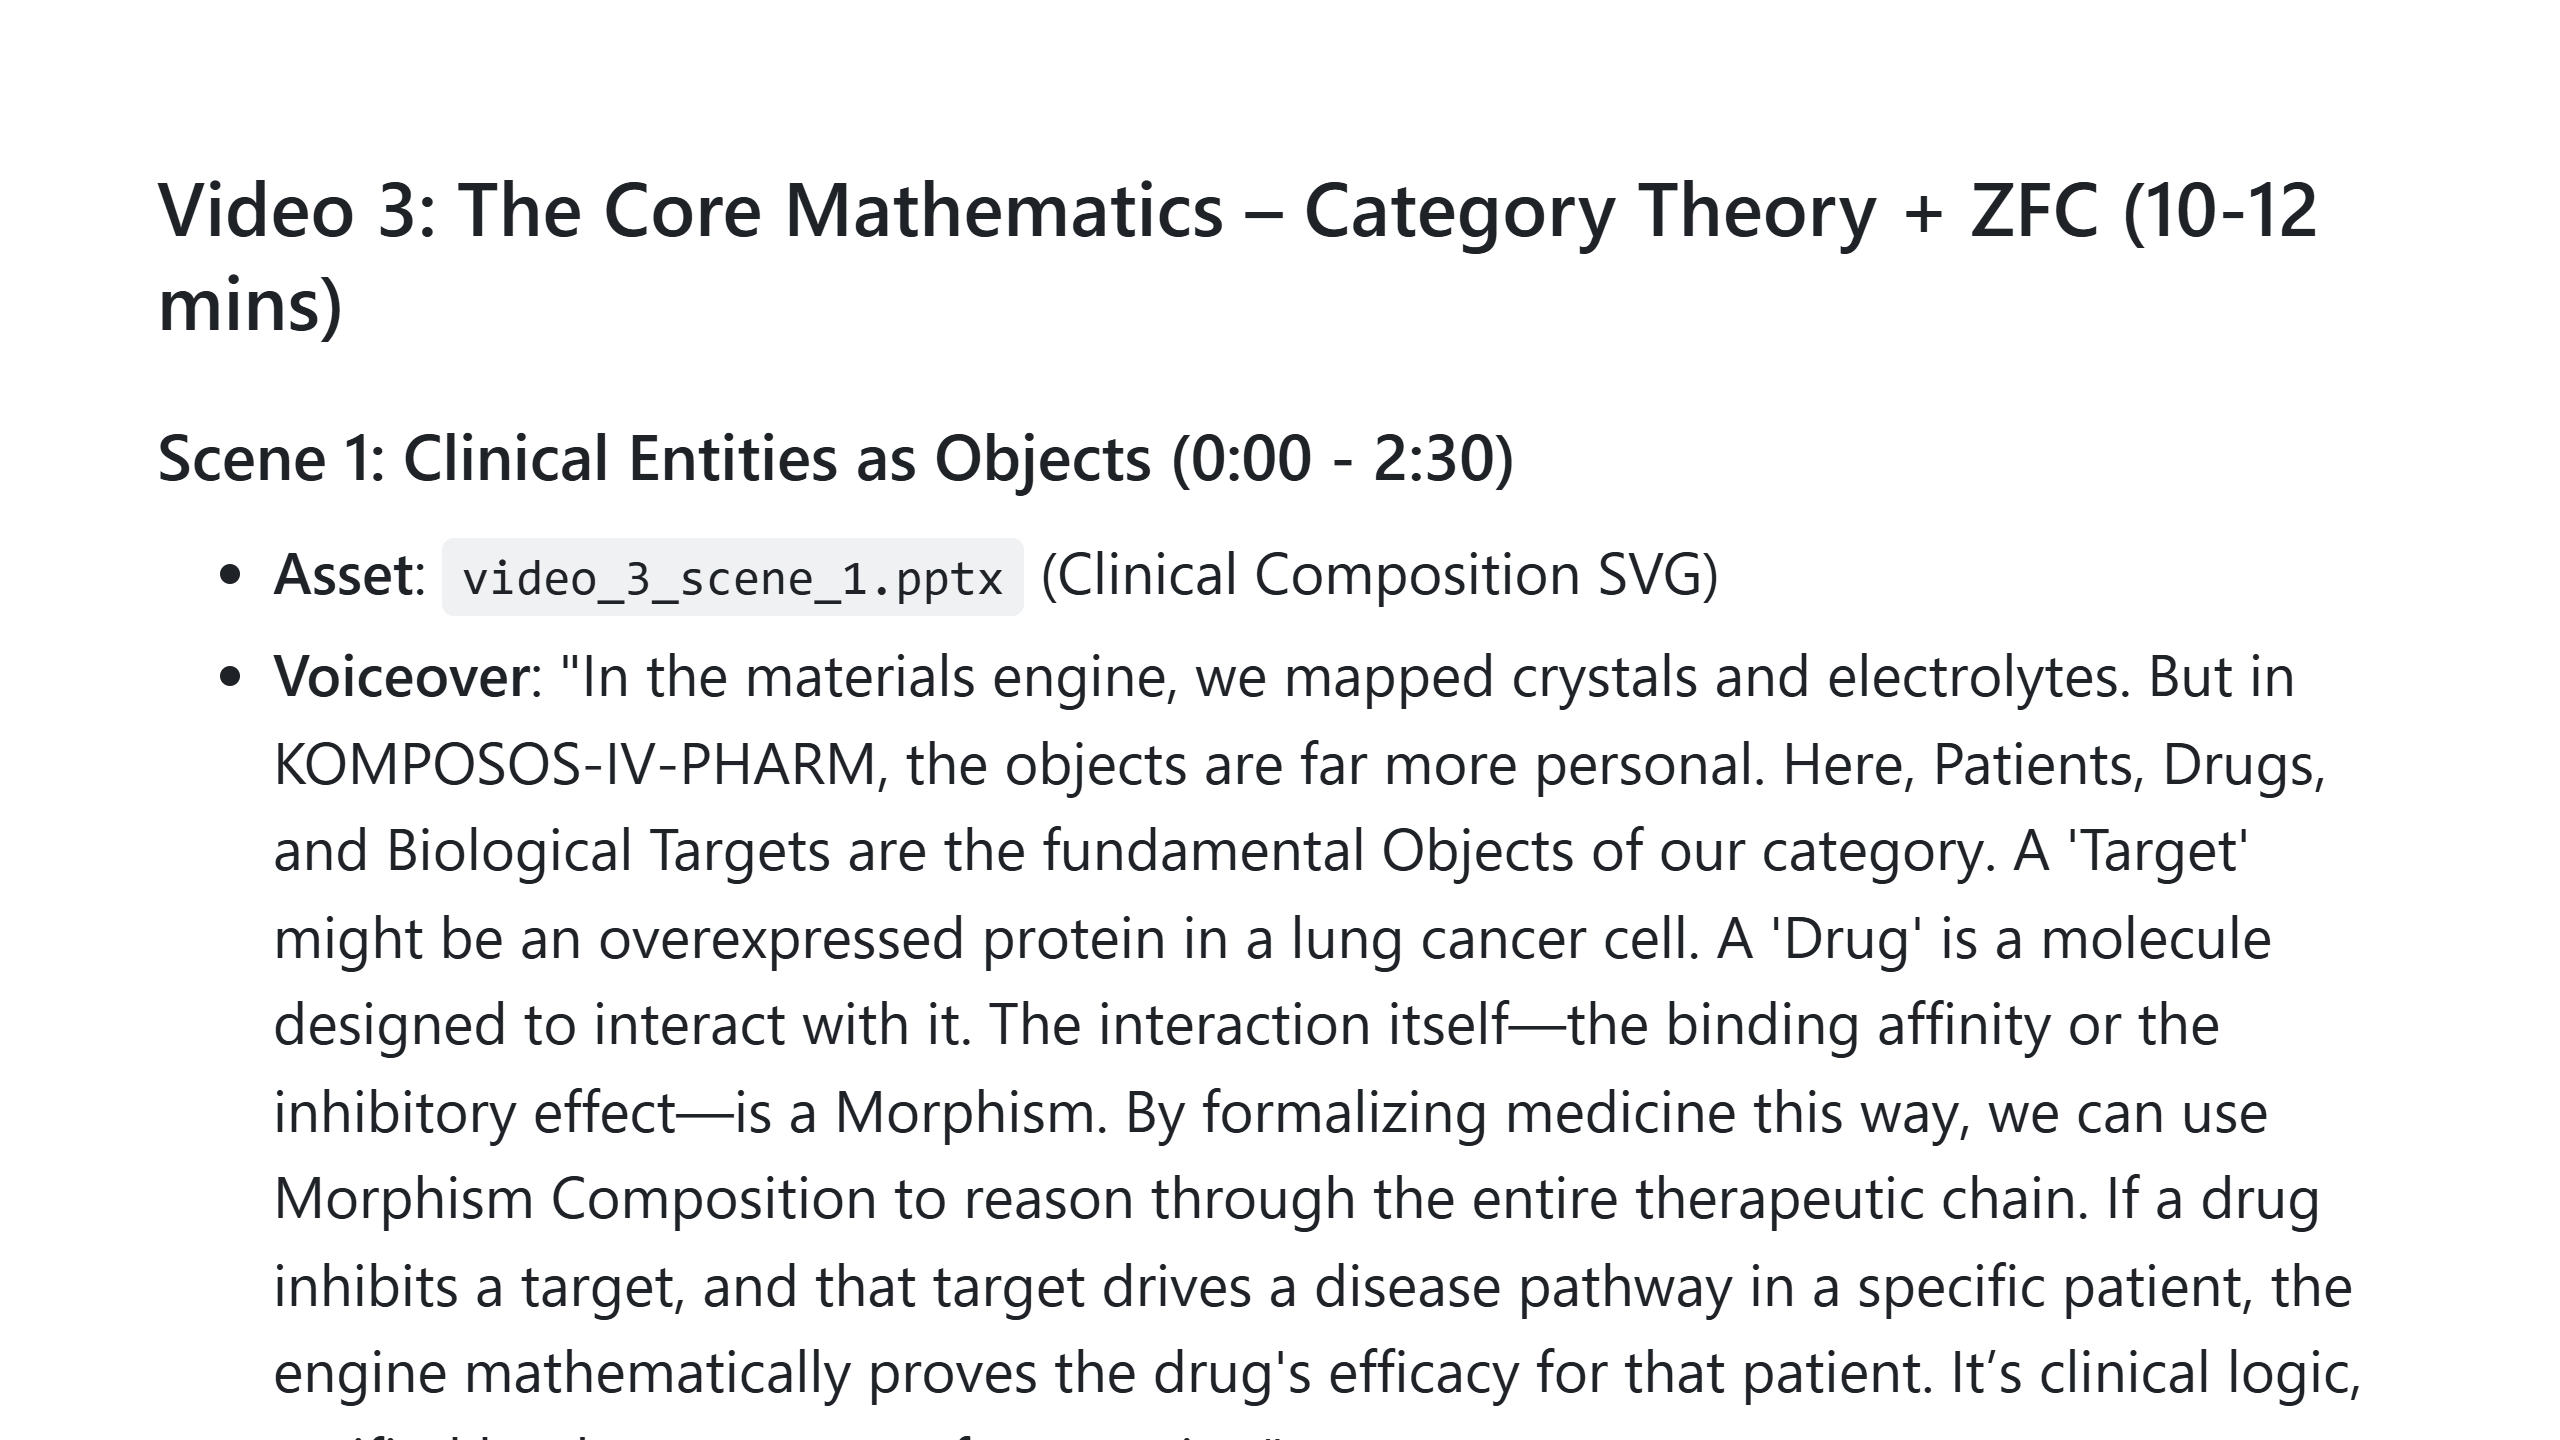 Video 3: The Core Mathematics – Category Theory + ZFC (10-12
mins)
Scene 1: Clinical Entities as Objects (0:00 - 2:30)
• Asset: video_3_scene_1.pptx (Clinical Composition SVG)
• Voiceover: "In the materials engine, we mapped crystals and electrolytes. But in
KOMPOSOS-IV-PHARM, the objects are far more personal. Here, Patients, Drugs,
and Biological Targets are the fundamental Objects of our category. A 'Target'
might be an overexpressed protein in a lung cancer cell. A 'Drug' is a molecule
designed to interact with it. The interaction itself—the binding affinity or the
inhibitory effect—is a Morphism. By formalizing medicine this way, we can use
Morphism Composition to reason through the entire therapeutic chain. If a drug
inhibits a target, and that target drives a disease pathway in a specific patient, the
engine mathematically proves the drug's efficacy for that patient. It’s clinical logic,